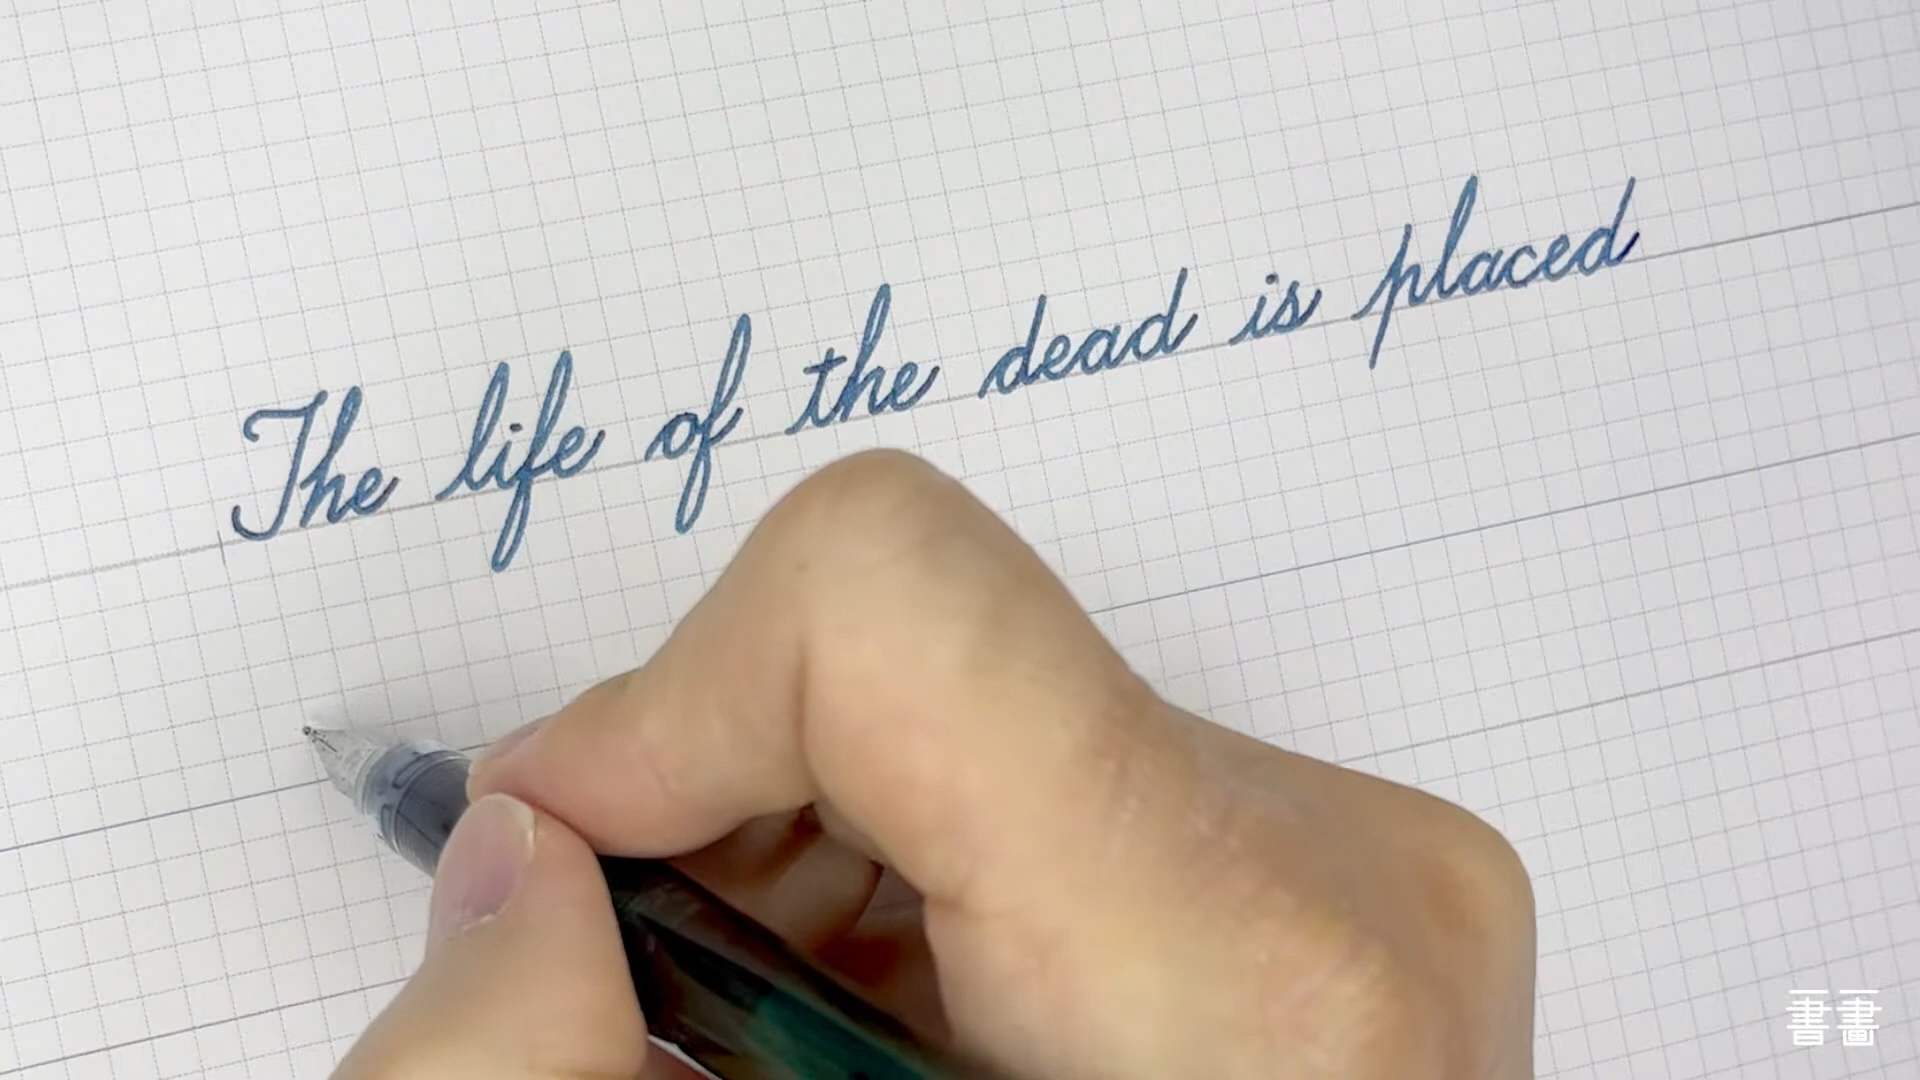 The life of the dead is placed
書畫